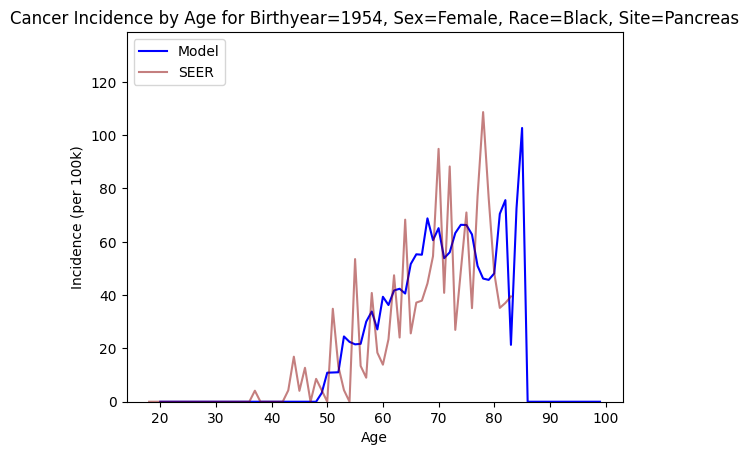 Cancer Incidence by Age for Birthyear=1954, Sex=Female, Race=Black, Site=Pancreas
Model
SEER
120
100
80
60
40
20
0
Incidence (per 100k)
20 30 40 50 60 70 80 90 100
Age